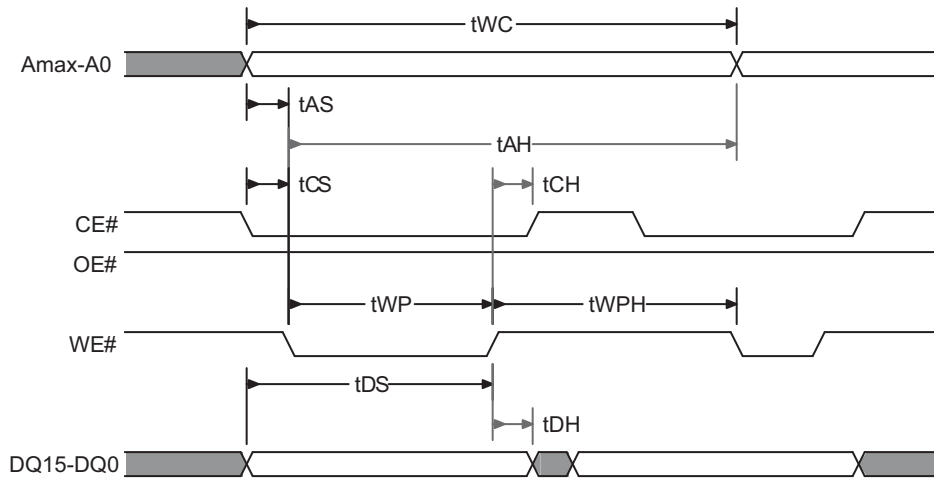 tWC
Amax-A0
tAS
tAH
tCS
tCH
CE#
OE#
tWP
tWPH
WE#
tDS
tDH
DQ15-DQ0